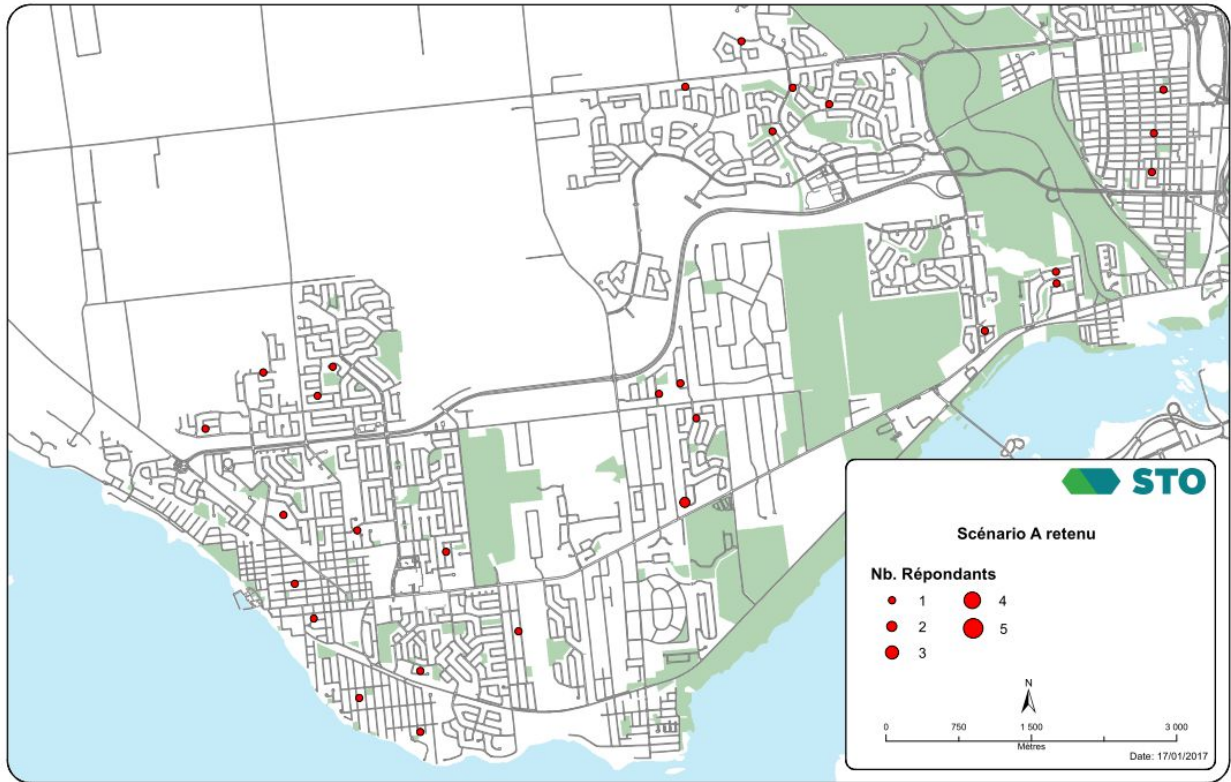 STO
Scénario A retenu
Nb. Répondants
1
2
3
4
5
N
0 750 1 500 3 000
Mètres
Date: 17/01/2017